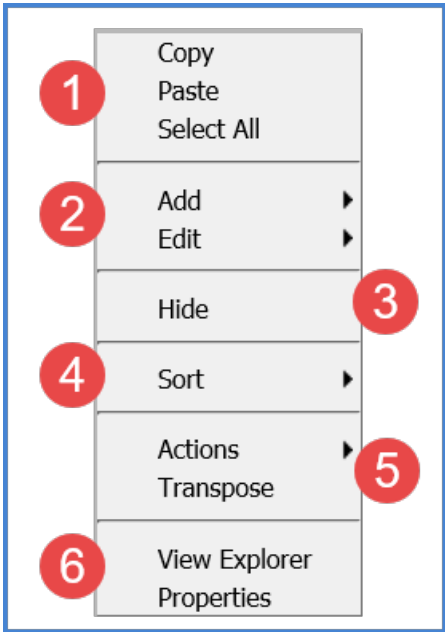 1
Copy
Paste
Select All
2
Add
Edit
3
Hide
4
Sort
Actions
5
Transpose
6
View Explorer
Properties